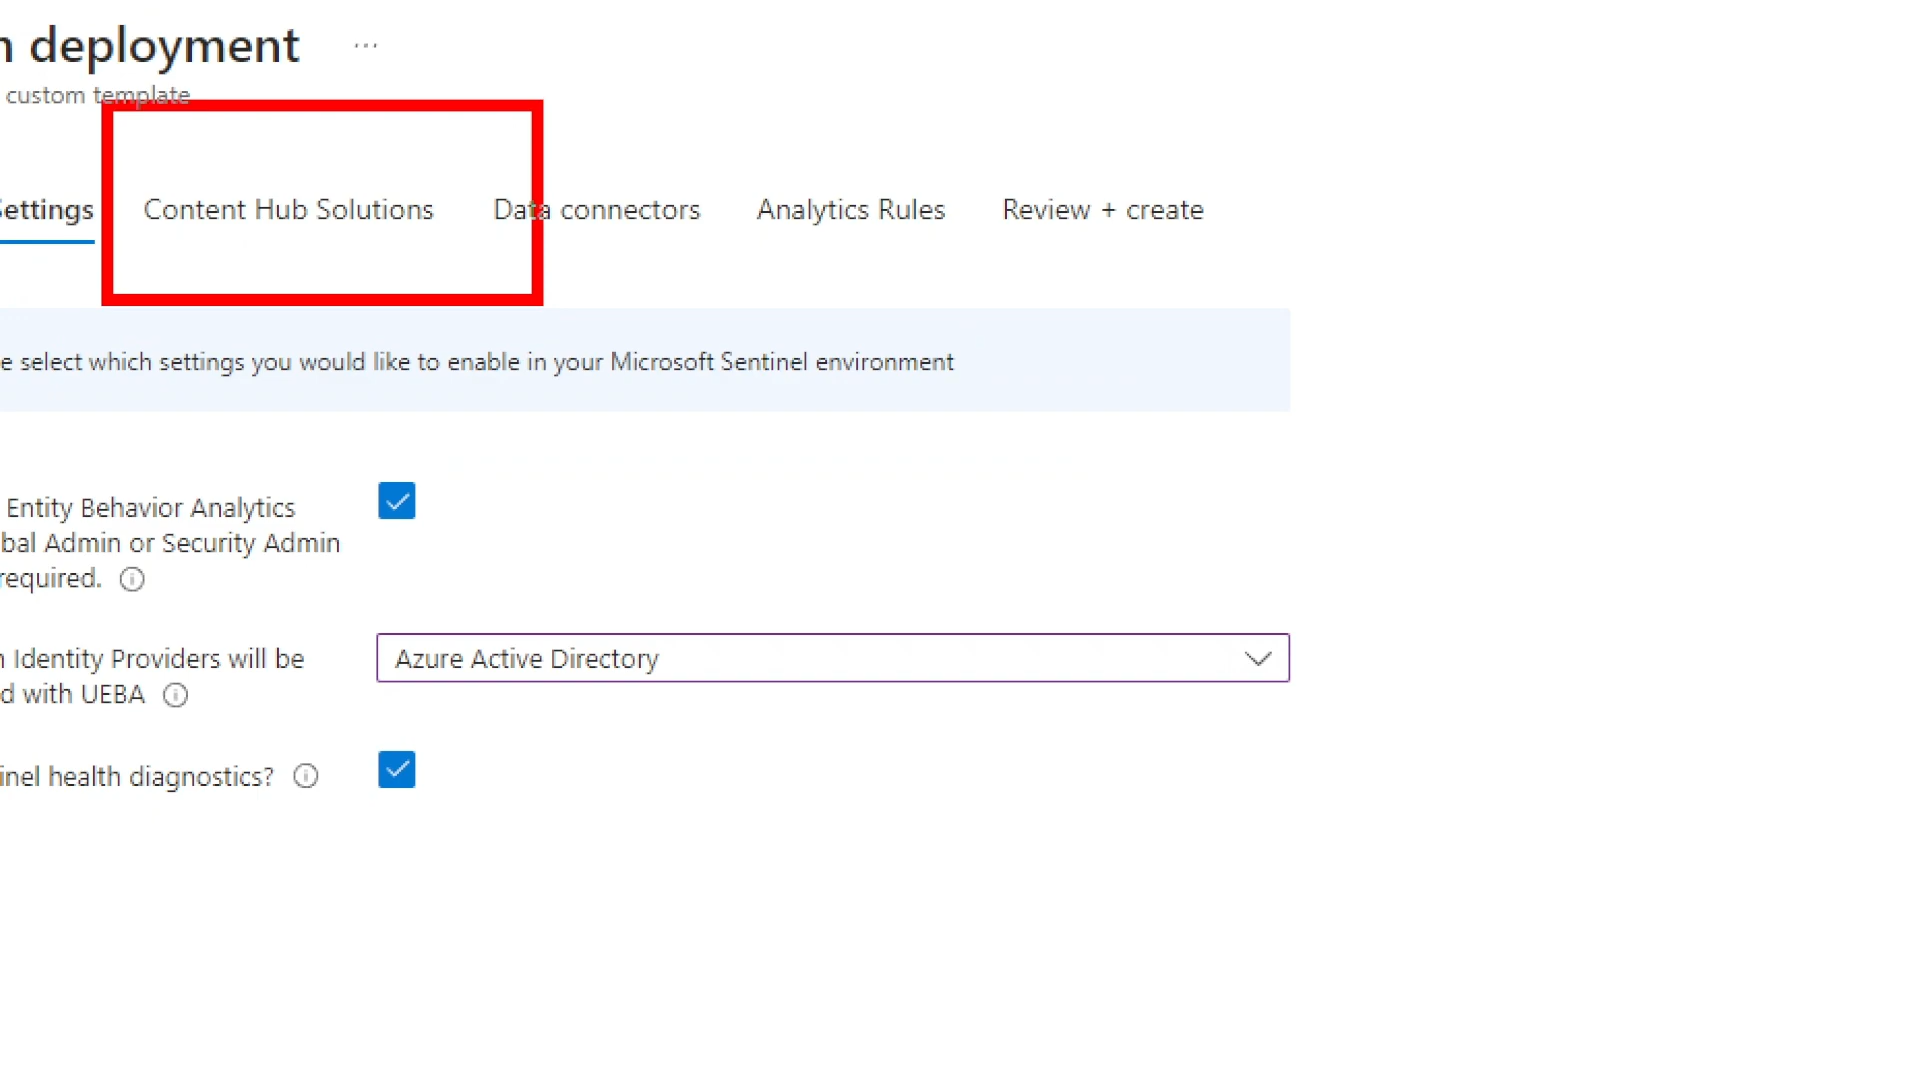 n deployment ...
custom template
Settings Content Hub Solutions Data connectors Analytics Rules Review + create
e select which settings you would like to enable in your Microsoft Sentinel environment
Entity Behavior Analytics
bal Admin or Security Admin
required.
n Identity Providers will be
d with UEBA
Azure Active Directory
inel health diagnostics?